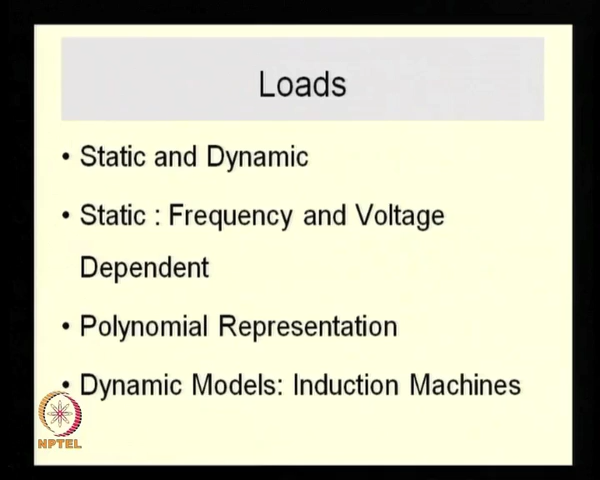 Loads
• Static and Dynamic
• Static : Frequency and Voltage
Dependent
• Polynomial Representation
• Dynamic Models: Induction Machines
NPTEL